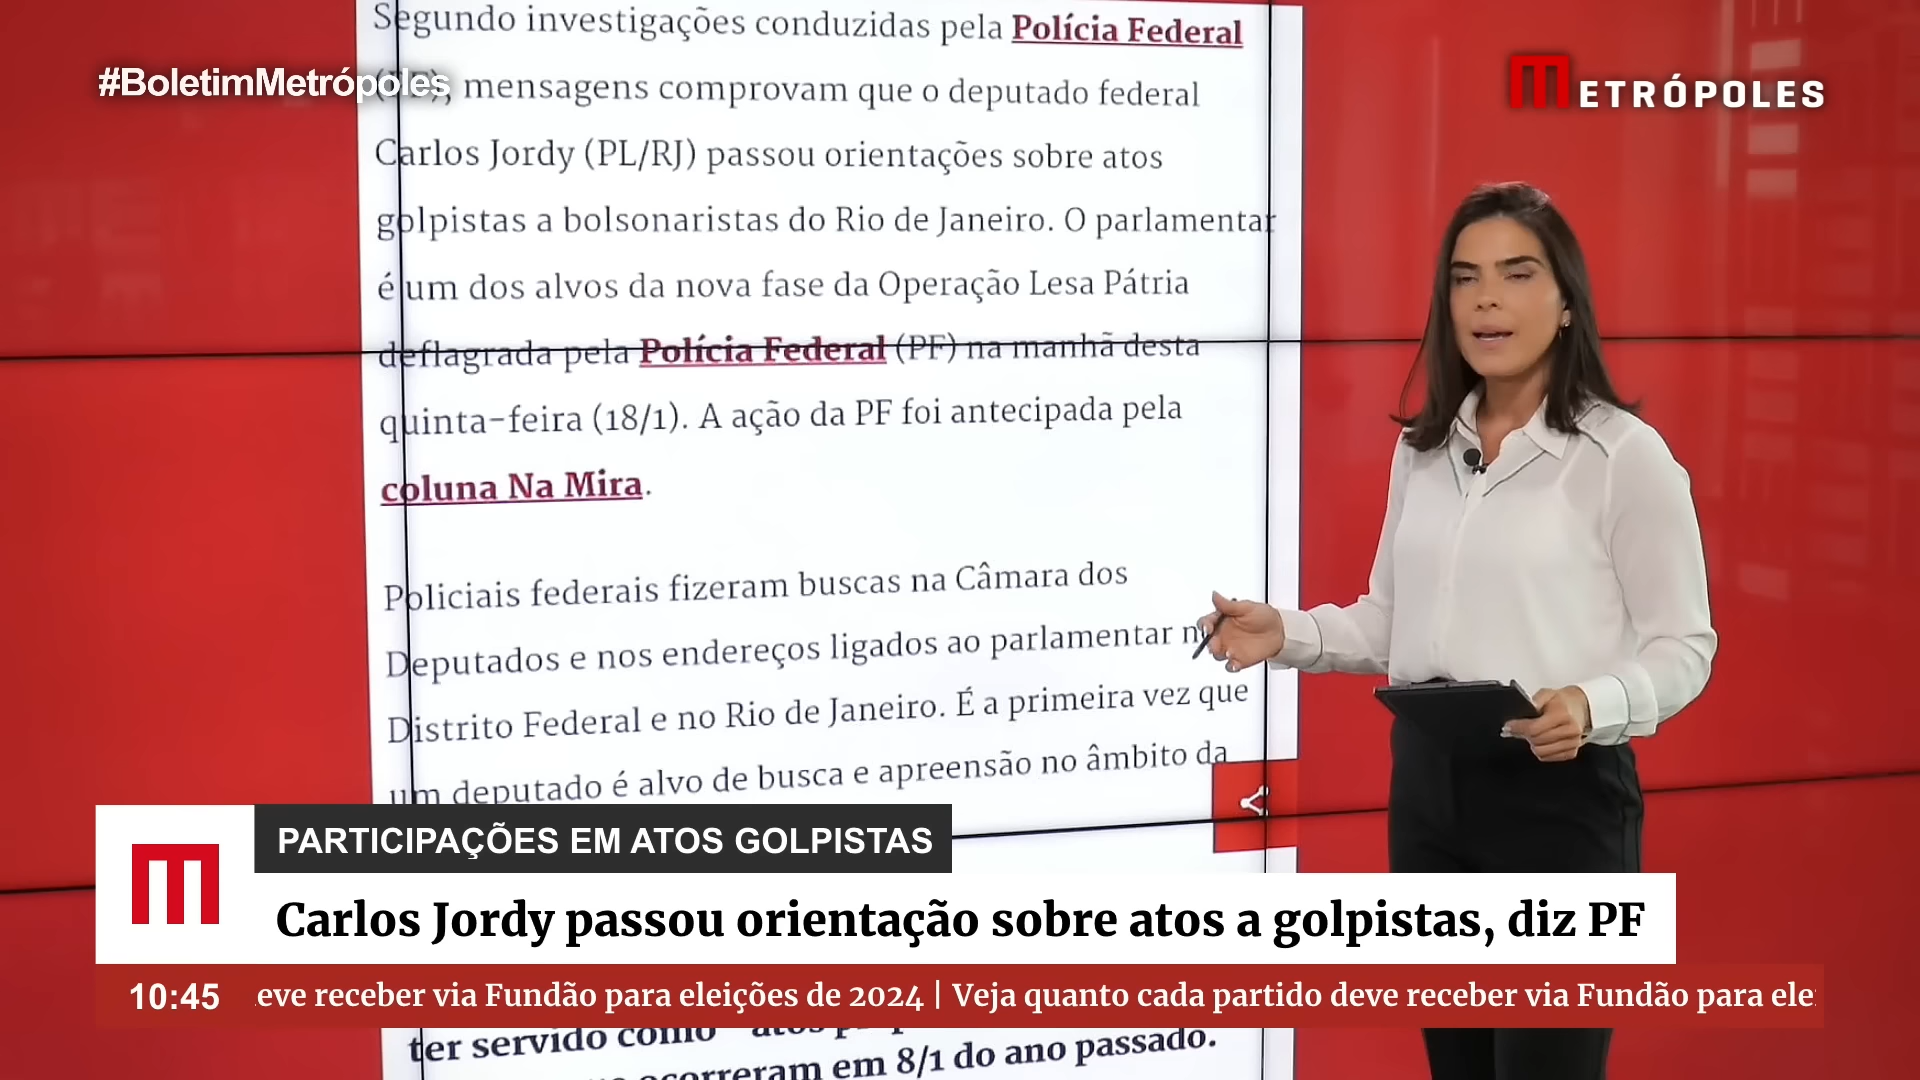 Segundo investigações conduzidas pela Polícia Federal
#BoletimMetrópoles
mensagens comprovam que o deputado federal
METRÓPOLES
Carlos Jordy (PL/RJ) passou orientações sobre atos
golpistas a bolsonaristas do Rio de Janeiro. O parlamentar
é um dos alvos da nova fase da Operação Lesa Pátria
deflagrada pela Polícia Federal (PF) na manhã desta
quinta-feira (18/1). A ação da PF foi antecipada pela
coluna Na Mira.
Policiais federais fizeram buscas na Câmara dos
Deputados e nos endereços ligados ao parlamentar
Distrito Federal e no Rio de Janeiro. É a primeira vez que
um deputado é alvo de busca e apreensão no âmbito da
PARTICIPAÇÕES EM ATOS GOLPISTAS
Carlos Jordy passou orientação sobre atos a golpistas, diz PF
10:45 eve receber via Fundão para eleições de 2024 | Veja quanto cada partido deve receber via Fundão para ele
ter servido como
ocorreram em 8/1 do ano passado.